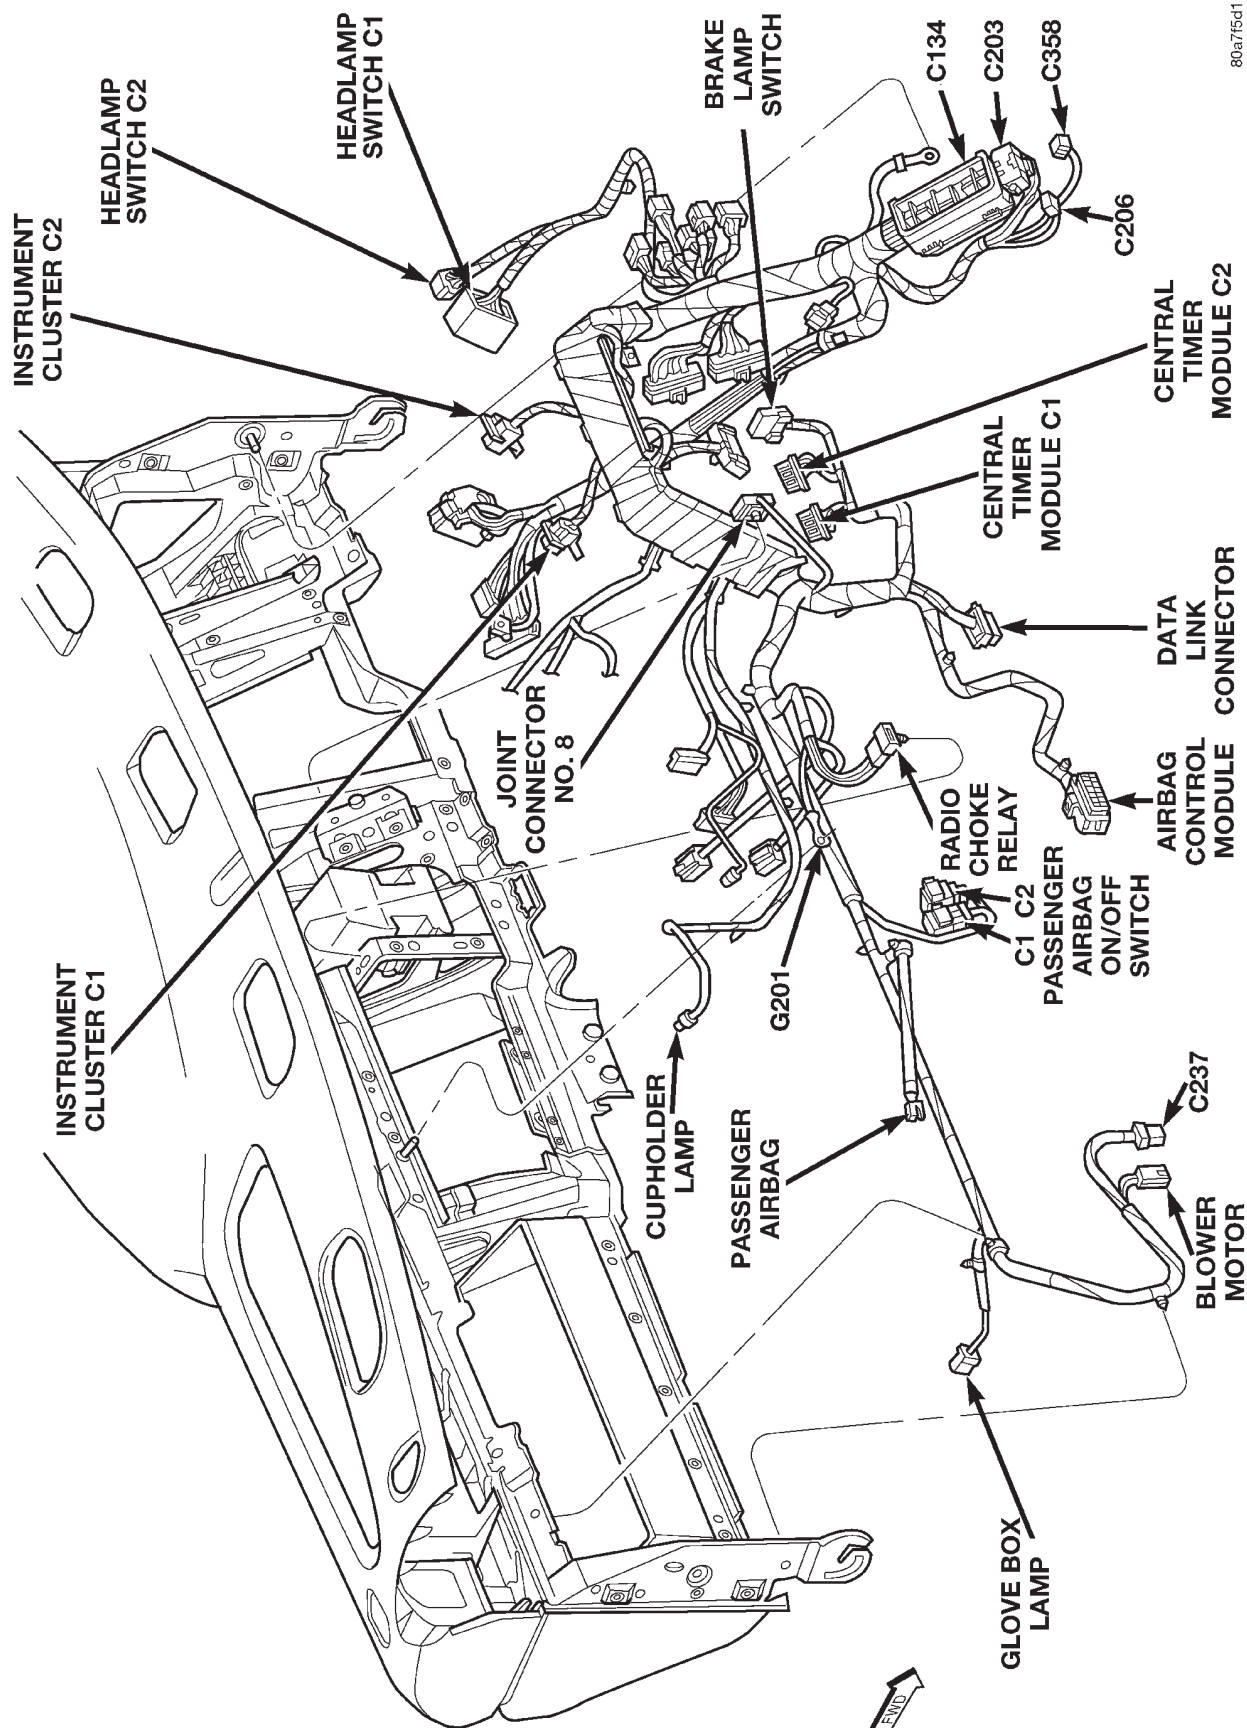 INSTRUMENT
CLUSTER C1
INSTRUMENT
CLUSTER C2
HEADLAMP
SWITCH C2
HEADLAMP
SWITCH C1
BRAKE
LAMP
SWITCH
C134
C203
C358
C206
CENTRAL
TIMER
MODULE C2
CENTRAL
TIMER
MODULE C1
JOINT
CONNECTOR
NO. 8
DATA
LINK
CONNECTOR
AIRBAG
CONTROL
MODULE
RADIO
CHOKE
RELAY
C1 C2
PASSENGER
AIRBAG
ON/OFF
SWITCH
G201
CUPHOLDER
LAMP
PASSENGER
AIRBAG
C237
BLOWER
MOTOR
GLOVE BOX
LAMP
FWD
80a7f5d1